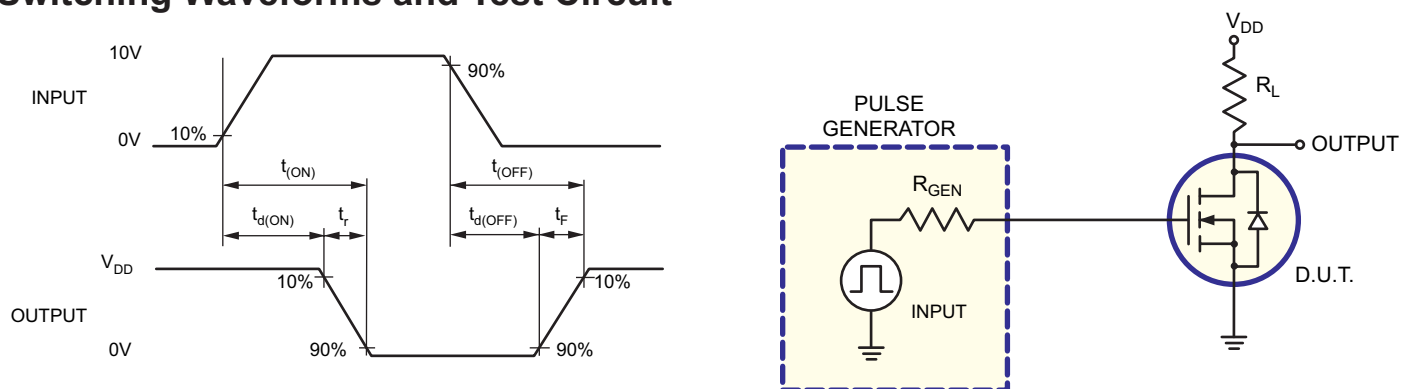 Switching Waveforms and Test Circuit
10V
INPUT
0V
10%
90%
t(ON)
t(OFF)
td(ON)
tr
td(OFF)
tF
VDD
10%
10%
OUTPUT
0V
90%
90%
VDD
RL
PULSE
GENERATOR
OUTPUT
RGEN
INPUT
D.U.T.